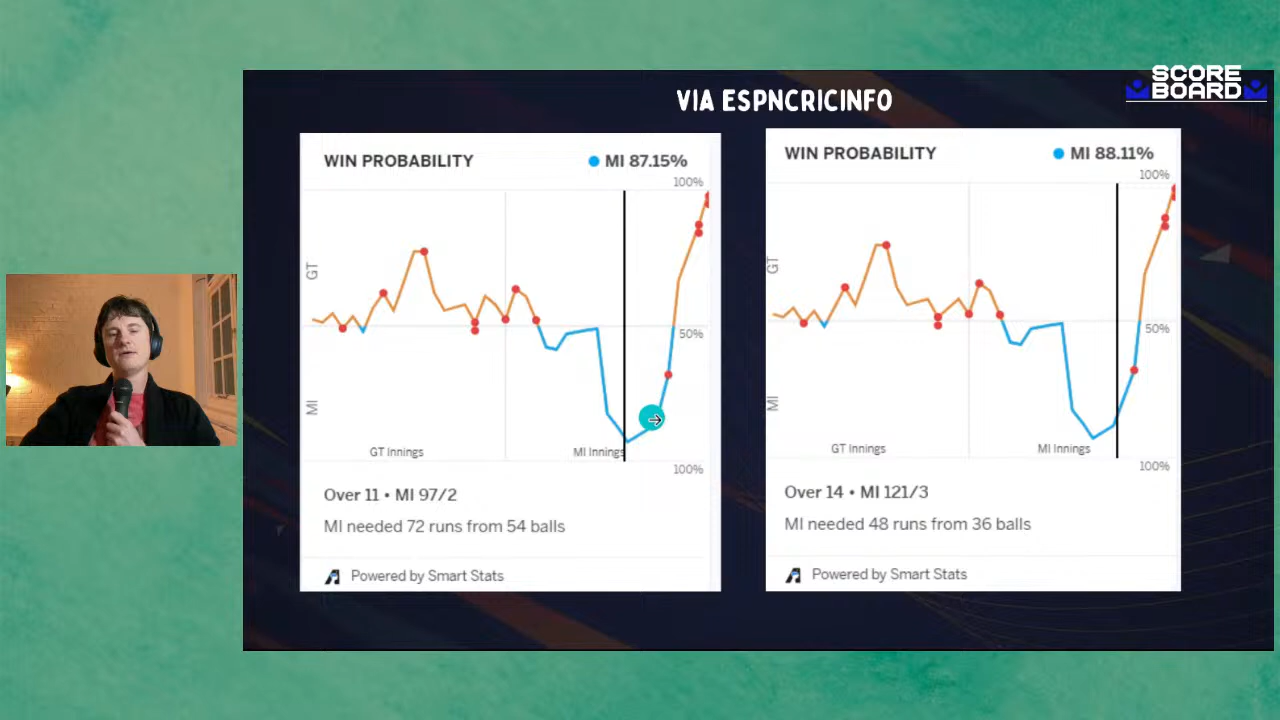 SCORE
BOARD
VIA ESPNCRICINFO
WIN PROBABILITY
MI 87.15%
100%
GT
50%
MI
GT Innings
MI Innings
100%
Over 11 • MI 97/2
MI needed 72 runs from 54 balls
Powered by Smart Stats
WIN PROBABILITY
MI 88.11%
100%
GT
50%
MI
GT Innings
MI Innings
100%
Over 14 • MI 121/3
MI needed 48 runs from 36 balls
Powered by Smart Stats